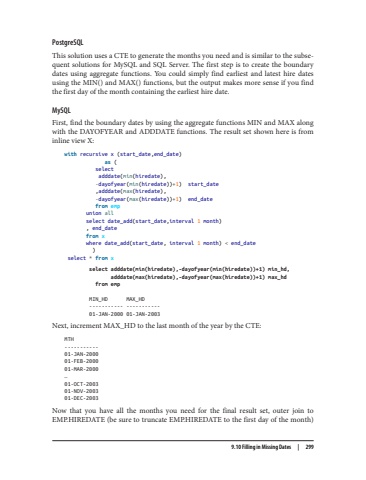 PostgreSQL
This solution uses a CTE to generate the months you need and is similar to the subse-
quent solutions for MySQL and SQL Server. The first step is to create the boundary
dates using aggregate functions. You could simply find earliest and latest hire dates
using the MIN() and MAX() functions, but the output makes more sense if you find
the first day of the month containing the earliest hire date.
MySQL
First, find the boundary dates by using the aggregate functions MIN and MAX along
with the DAYOFYEAR and ADDDATE functions. The result set shown here is from
inline view X:
with recursive x (start_date,end_date)
as (
select
adddate(min(hiredate),
-dayofyear(min(hiredate))+1) start_date
,adddate(max(hiredate),
-dayofyear(max(hiredate))+1) end_date
from emp
union all
select date_add(start_date,interval 1 month)
, end_date
from x
where date_add(start_date, interval 1 month) < end_date
)
select * from x
select adddate(min(hiredate),-dayofyear(min(hiredate))+1) min_hd,
adddate(max(hiredate),-dayofyear(max(hiredate))+1) max_hd
from emp
MIN_HD MAX_HD
----------- -----------
01-JAN-2000 01-JAN-2003
Next, increment MAX_HD to the last month of the year by the CTE:
MTH
-----------
01-JAN-2000
01-FEB-2000
01-MAR-2000
…
01-OCT-2003
01-NOV-2003
01-DEC-2003
Now that you have all the months you need for the final result set, outer join to
EMP.HIREDATE (be sure to truncate EMP.HIREDATE to the first day of the month)
9.10 Filling in Missing Dates | 299